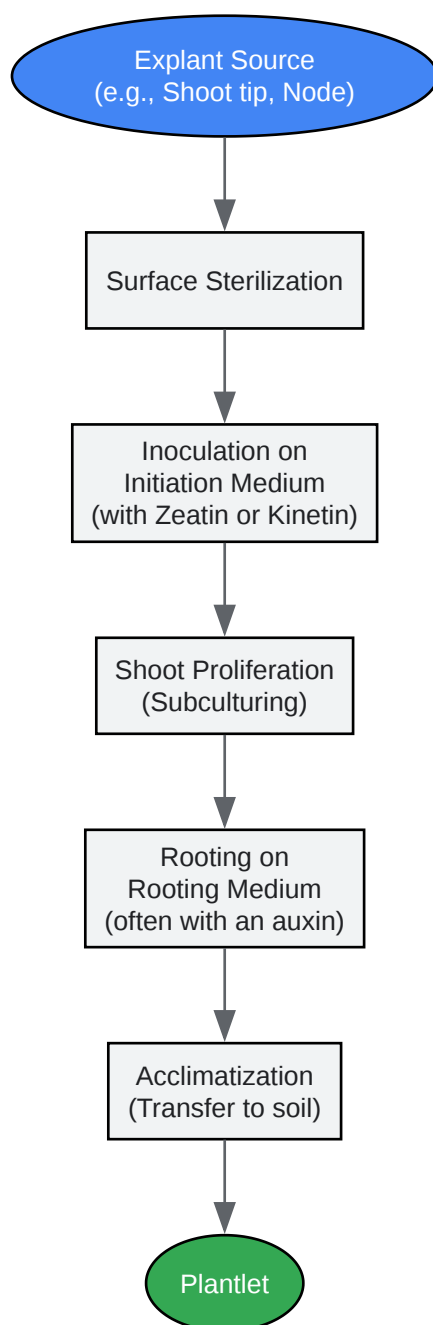 Explant Source
(e.g., Shoot tip, Node)
Surface Sterilization
Inoculation on
Initiation Medium
(with Zeatin or Kinetin)
Shoot Proliferation
(Subculturing)
Rooting on
Rooting Medium
(often with an auxin)
Acclimatization
(Transfer to soil)
Plantlet